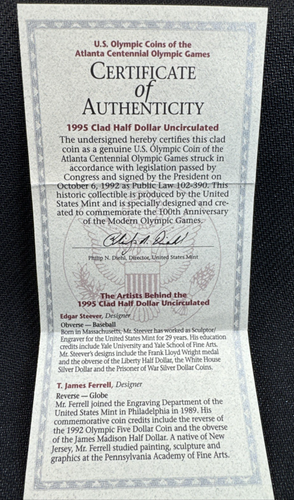 U.S. Olympic Coins of the
Atlanta Centennial Olympic Games
CERTIFICATE
of
AUTHENTICITY
1995 Clad Half Dollar Uncirculated
The undersigned hereby certifies this clad
coin as a genuine U.S. Olympic Coin of the
Atlanta Centennial Olympic Games struck in
accordance with legislation passed by
Congress and signed by the President on
October 6, 1992 as Public Law 102-390. This
historic collectible is produced by the United
States Mint and is specially designed and cre-
ated to commemorate the 100th Anniversary
of the Modern Olympic Games.
Philip N. Diehl, Director, United States Mint
The Artists Behind the
1995 Clad Half Dollar Uncirculated
Edgar Steever, Designer
Obverse — Baseball
Born in Massachusetts, Mr. Steever has worked as Sculptor/
Engraver for the United States Mint for 29 years. His education
credits include Yale University and Yale School of Fine Arts.
Mr. Steever's designs include the Frank Lloyd Wright medal
and the obverse of the Liberty Half Dollar, the White House
Silver Dollar and the Prisoner of War Silver Dollar Coins.
T. James Ferrell, Designer
Reverse — Globe
Mr. Ferrell joined the Engraving Department of the
United States Mint in Philadelphia in 1989. His
commemorative coin credits include the reverse of
the 1992 Olympic Five Dollar Coin and the obverse
of the James Madison Half Dollar. A native of New
Jersey, Mr. Ferrell studied painting, sculpture and
graphics at the Pennsylvania Academy of Fine Arts.